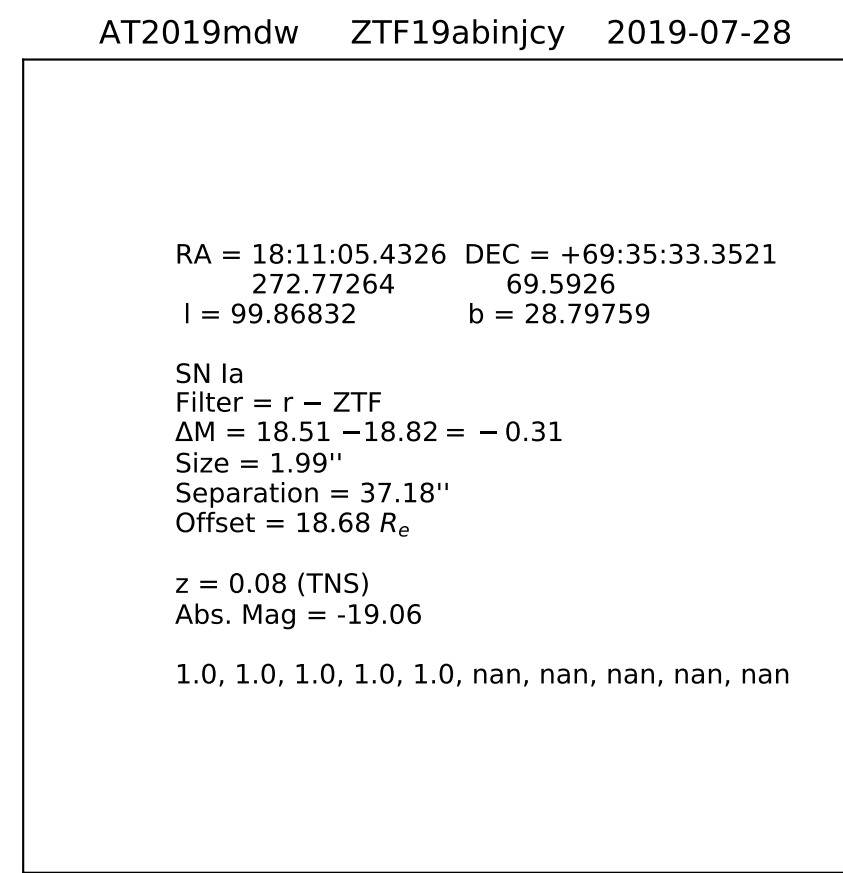 AT2019mdw ZTF19abinjcy 2019-07-28
RA = 18:11:05.4326 DEC = +69:35:33.3521
272.77264 69.5926
l = 99.86832 b = 28.79759
SN Ia
Filter = r − ZTF
ΔM = 18.51 −18.82 = − 0.31
Size = 1.99''
Separation = 37.18''
Offset = 18.68 Rₑ
z = 0.08 (TNS)
Abs. Mag = -19.06
1.0, 1.0, 1.0, 1.0, 1.0, nan, nan, nan, nan, nan